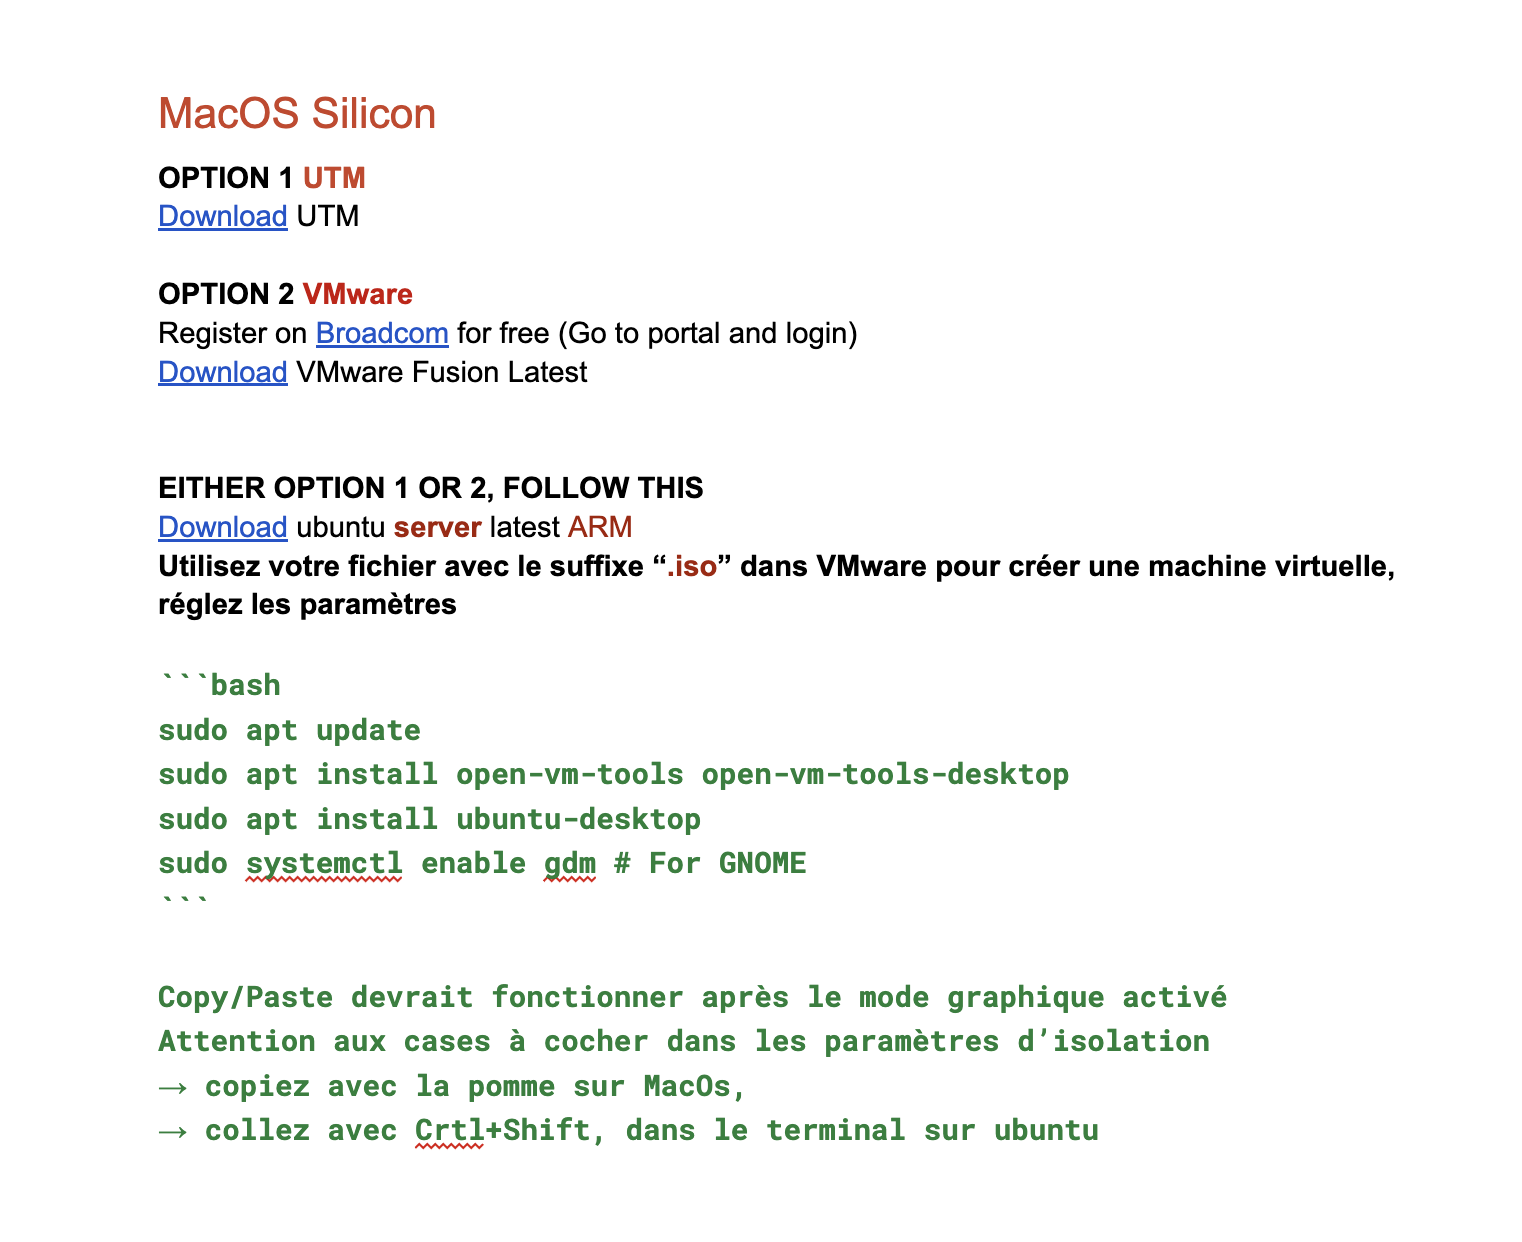 MacOS Silicon
OPTION 1 UTM
Download UTM
OPTION 2 VMware
Register on Broadcom for free (Go to portal and login)
Download VMware Fusion Latest
EITHER OPTION 1 OR 2, FOLLOW THIS
Download ubuntu server latest ARM
Utilisez votre fichier avec le suffixe “.iso” dans VMware pour créer une machine virtuelle,
réglez les paramètres
```bash
sudo apt update
sudo apt install open-vm-tools open-vm-tools-desktop
sudo apt install ubuntu-desktop
sudo systemctl enable gdm # For GNOME
```
Copy/Paste devrait fonctionner après le mode graphique activé
Attention aux cases à cocher dans les paramètres d’isolation
→ copiez avec la pomme sur MacOs,
→ collez avec Crtl+Shift, dans le terminal sur ubuntu